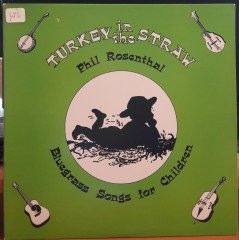 TURKEY in the STRAW
Phil Rosenthal
Bluegrass Songs for Children